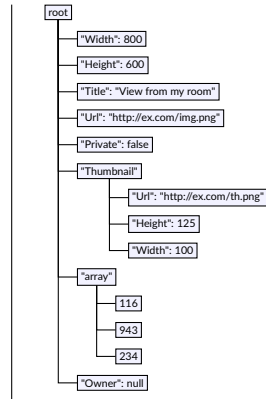 root
"Width": 800
"Height": 600
"Title": "View from my room"
"Url": "http://ex.com/img.png"
"Private": false
"Thumbnail"
"Url": "http://ex.com/th.png"
"Height": 125
"Width": 100
"array"
116
943
234
"Owner": null